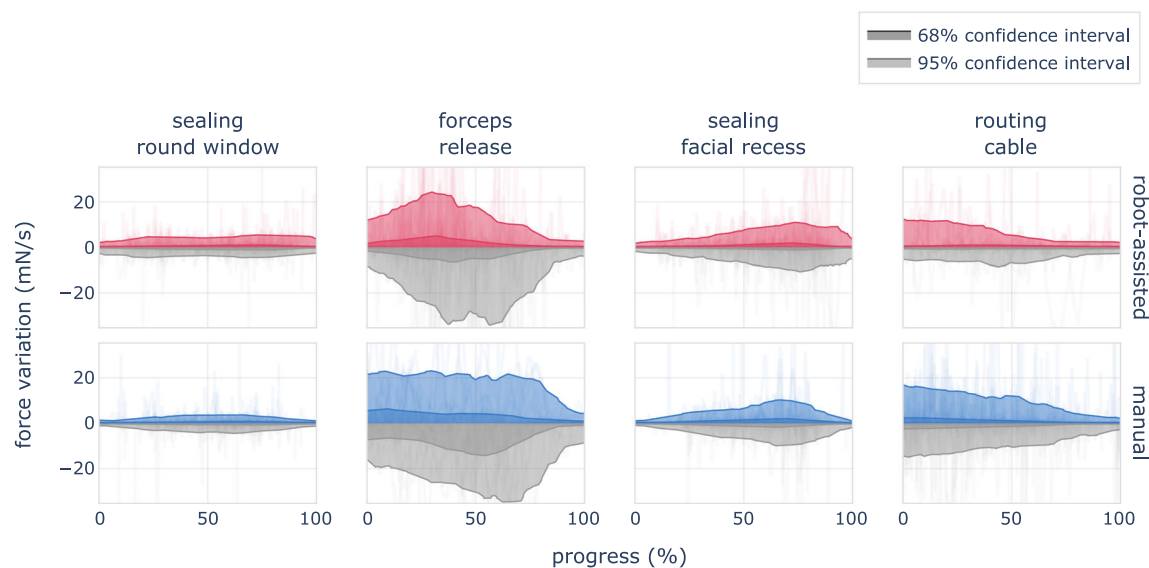 68% confidence interval
95% confidence interval
sealing
round window
forceps
release
sealing
facial recess
routing
cable
force variation (mN/s)
20
0
−20
robot-assisted
20
0
−20
manual
0
50
100
0
50
100
0
50
100
0
50
100
progress (%)